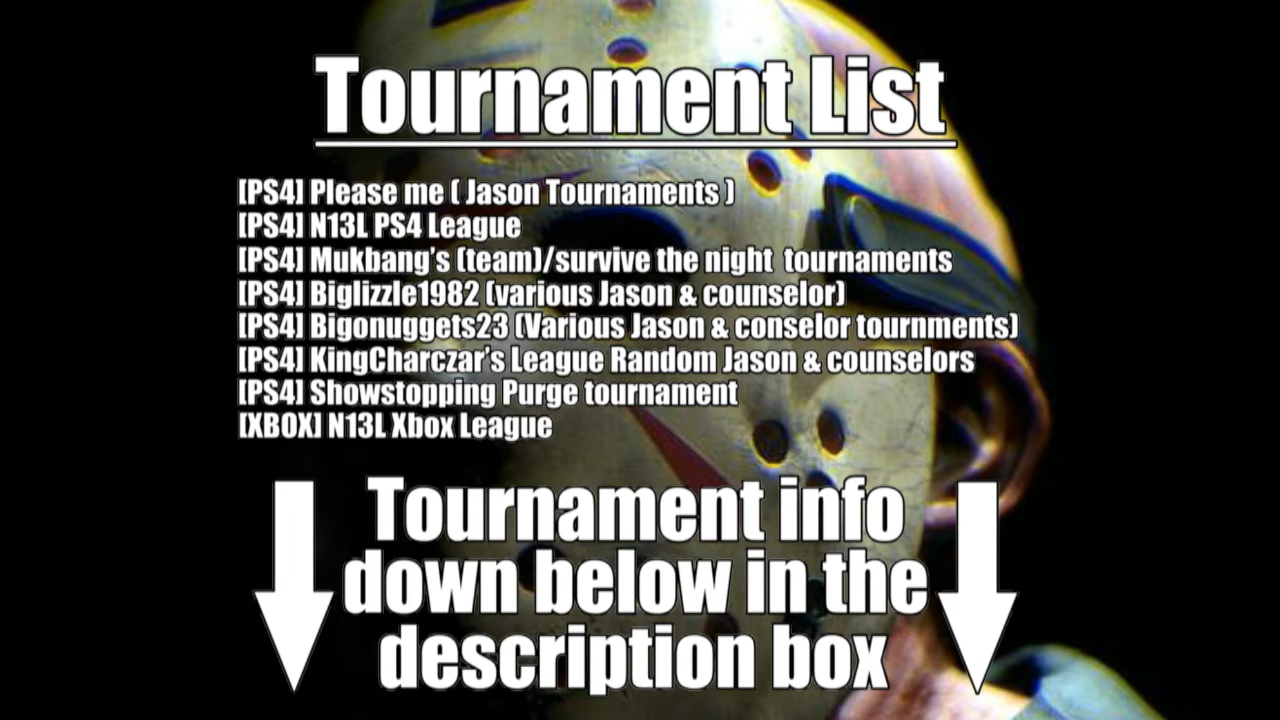 Tournament List
[PS4] Please me ( Jason Tournaments )
[PS4] N13L PS4 League
[PS4] Mukbang's (team)/survive the night tournaments
[PS4] Biglizzle1982 (various Jason & counselor)
[PS4] Bigonuggets23 (Various Jason & conselor tournments)
[PS4] KingCharczar's League Random Jason & counselors
[PS4] Showstopping Purge tournament
[XBOX] N13L Xbox League
Tournament info
down below in the
description box